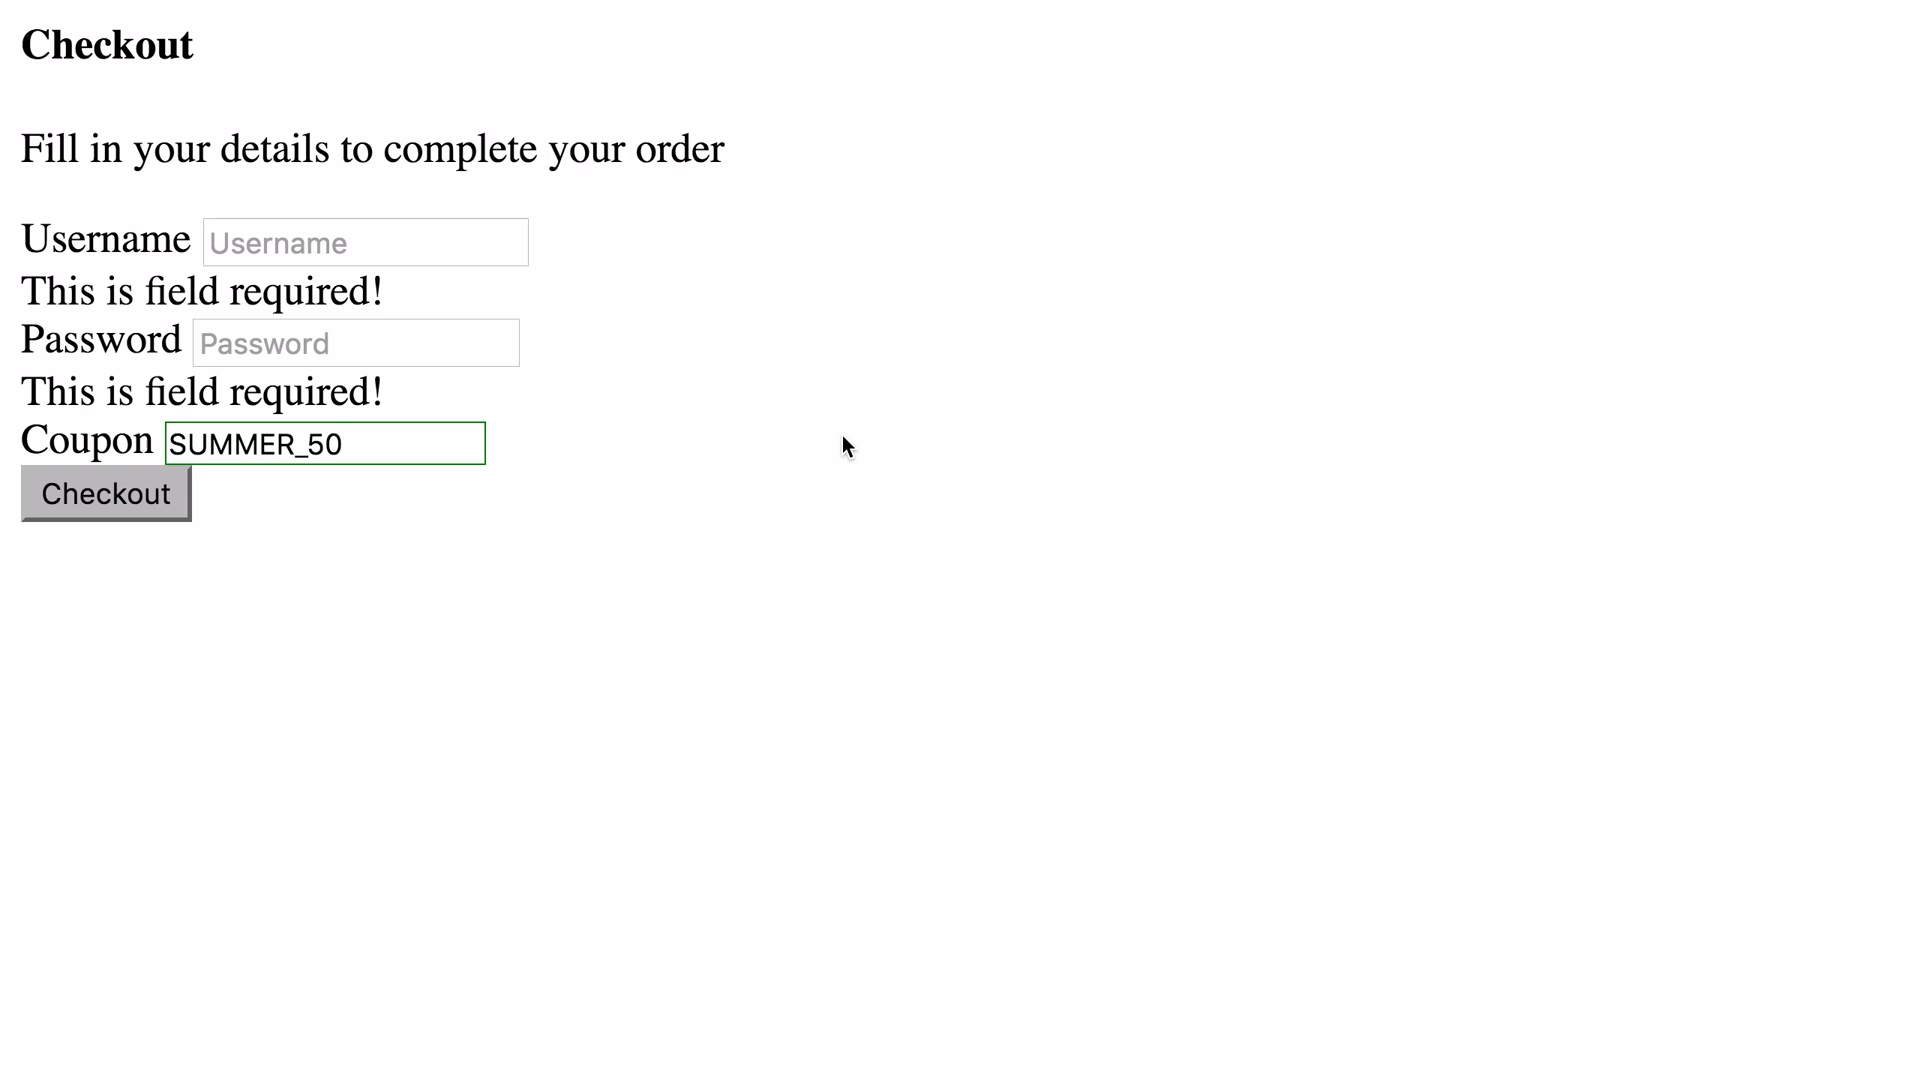 Checkout
Fill in your details to complete your order
Username Username
This is field required!
Password Password
This is field required!
Coupon SUMMER_50
Checkout